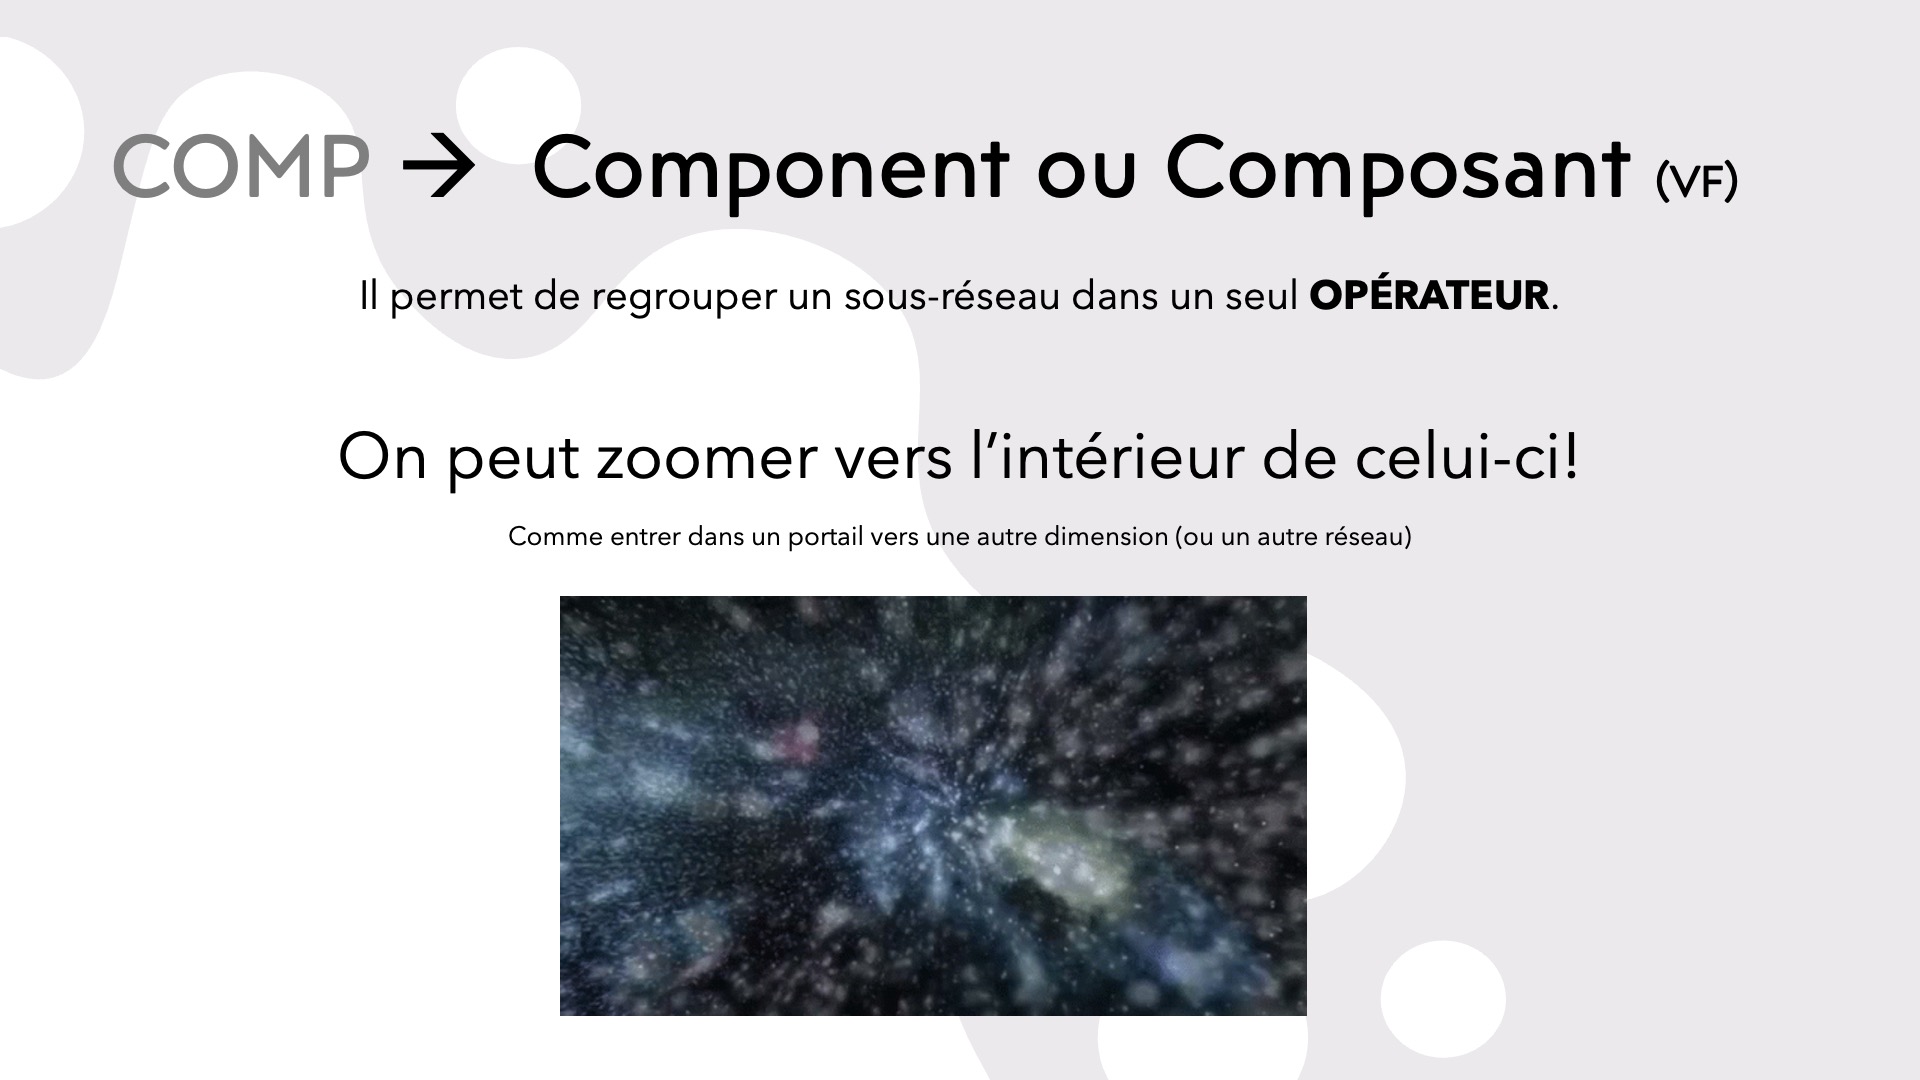 COMP → Component ou Composant (VF)
Il permet de regrouper un sous-réseau dans un seul OPÉRATEUR.
On peut zoomer vers l’intérieur de celui-ci!
Comme entrer dans un portail vers une autre dimension (ou un autre réseau)